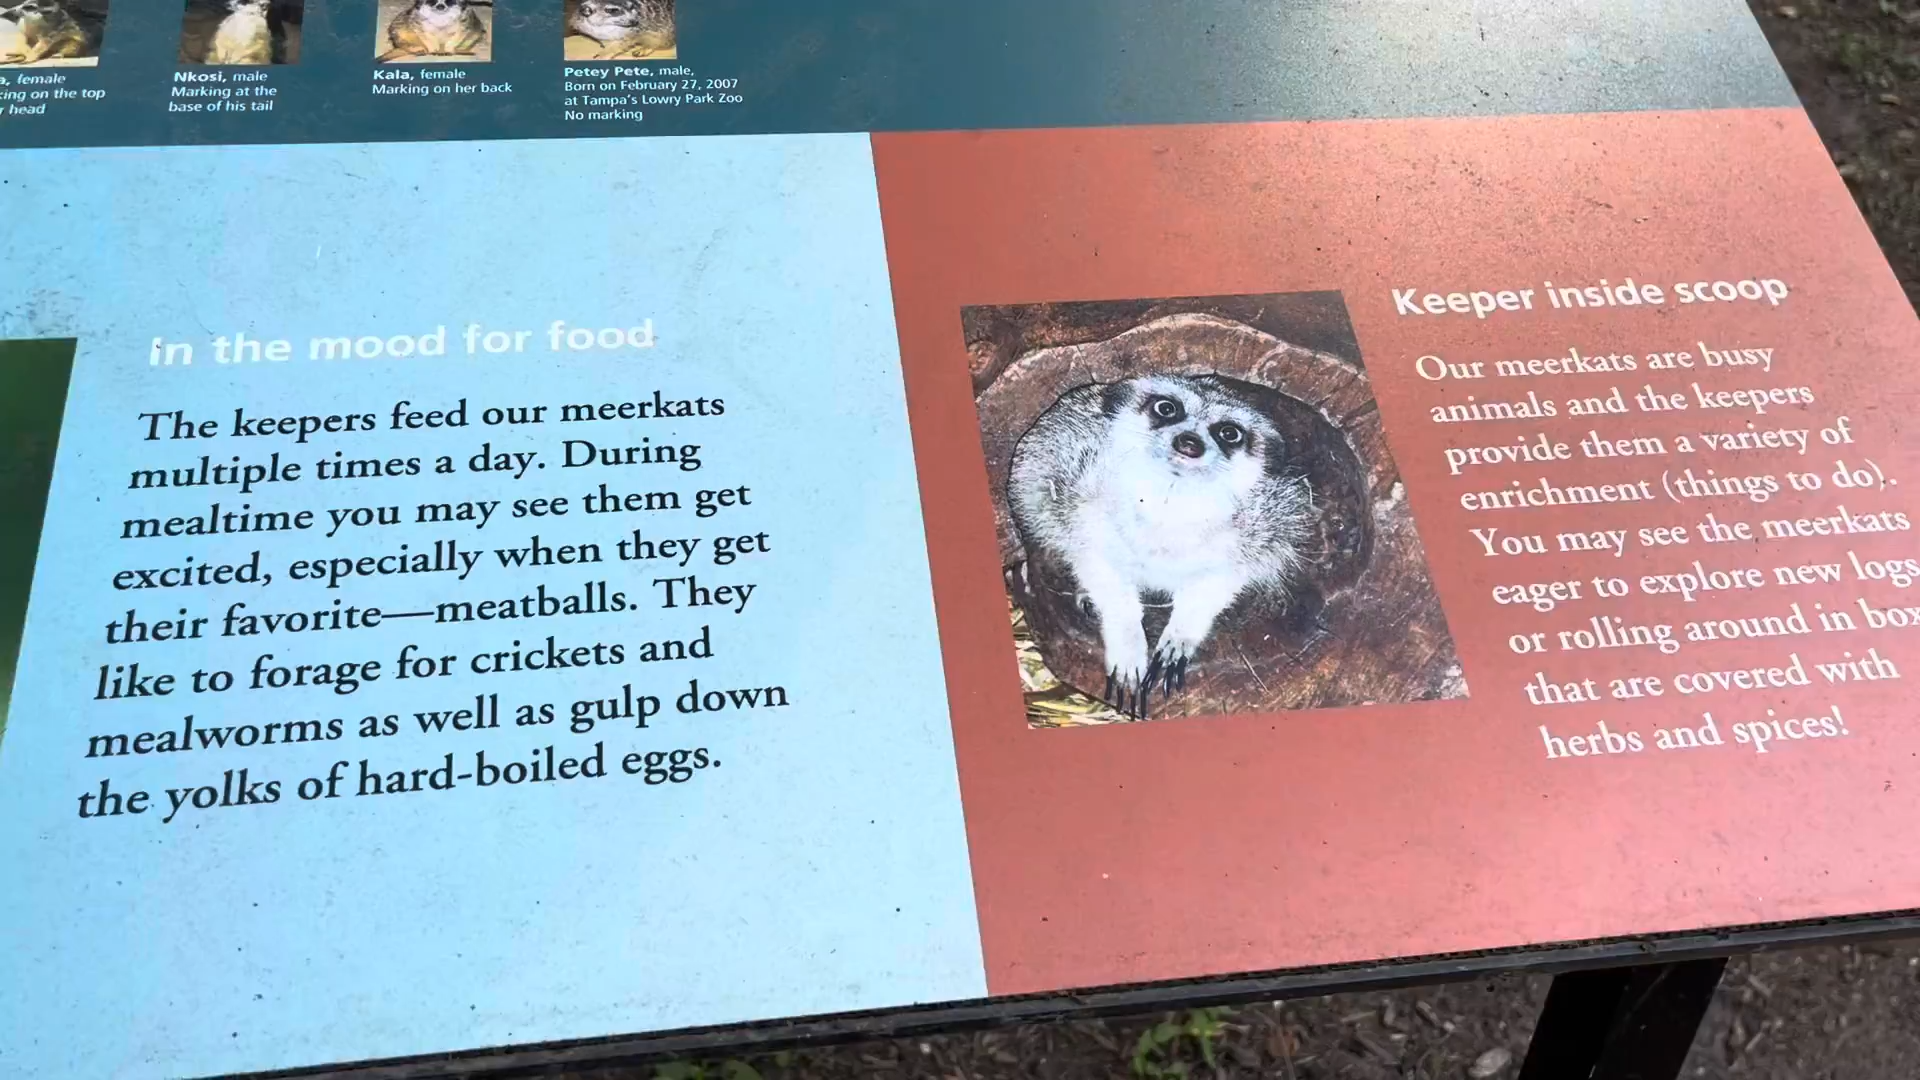 female
on the top
head
Nkosi, male
Marking at the
base of his tail
Kala, female
Marking on her back
Petey Pete, male,
Born on February 27, 2007
at Tampa's Lowry Park Zoo
No marking
In the mood for food
The keepers feed our meerkats
multiple times a day. During
mealtime you may see them get
excited, especially when they get
their favorite—meatballs. They
like to forage for crickets and
mealworms as well as gulp down
the yolks of hard-boiled eggs.
Keeper inside scoop
Our meerkats are busy
animals and the keepers
provide them a variety of
enrichment (things to do).
You may see the meerkats
eager to explore new logs
or rolling around in box
that are covered with
herbs and spices!